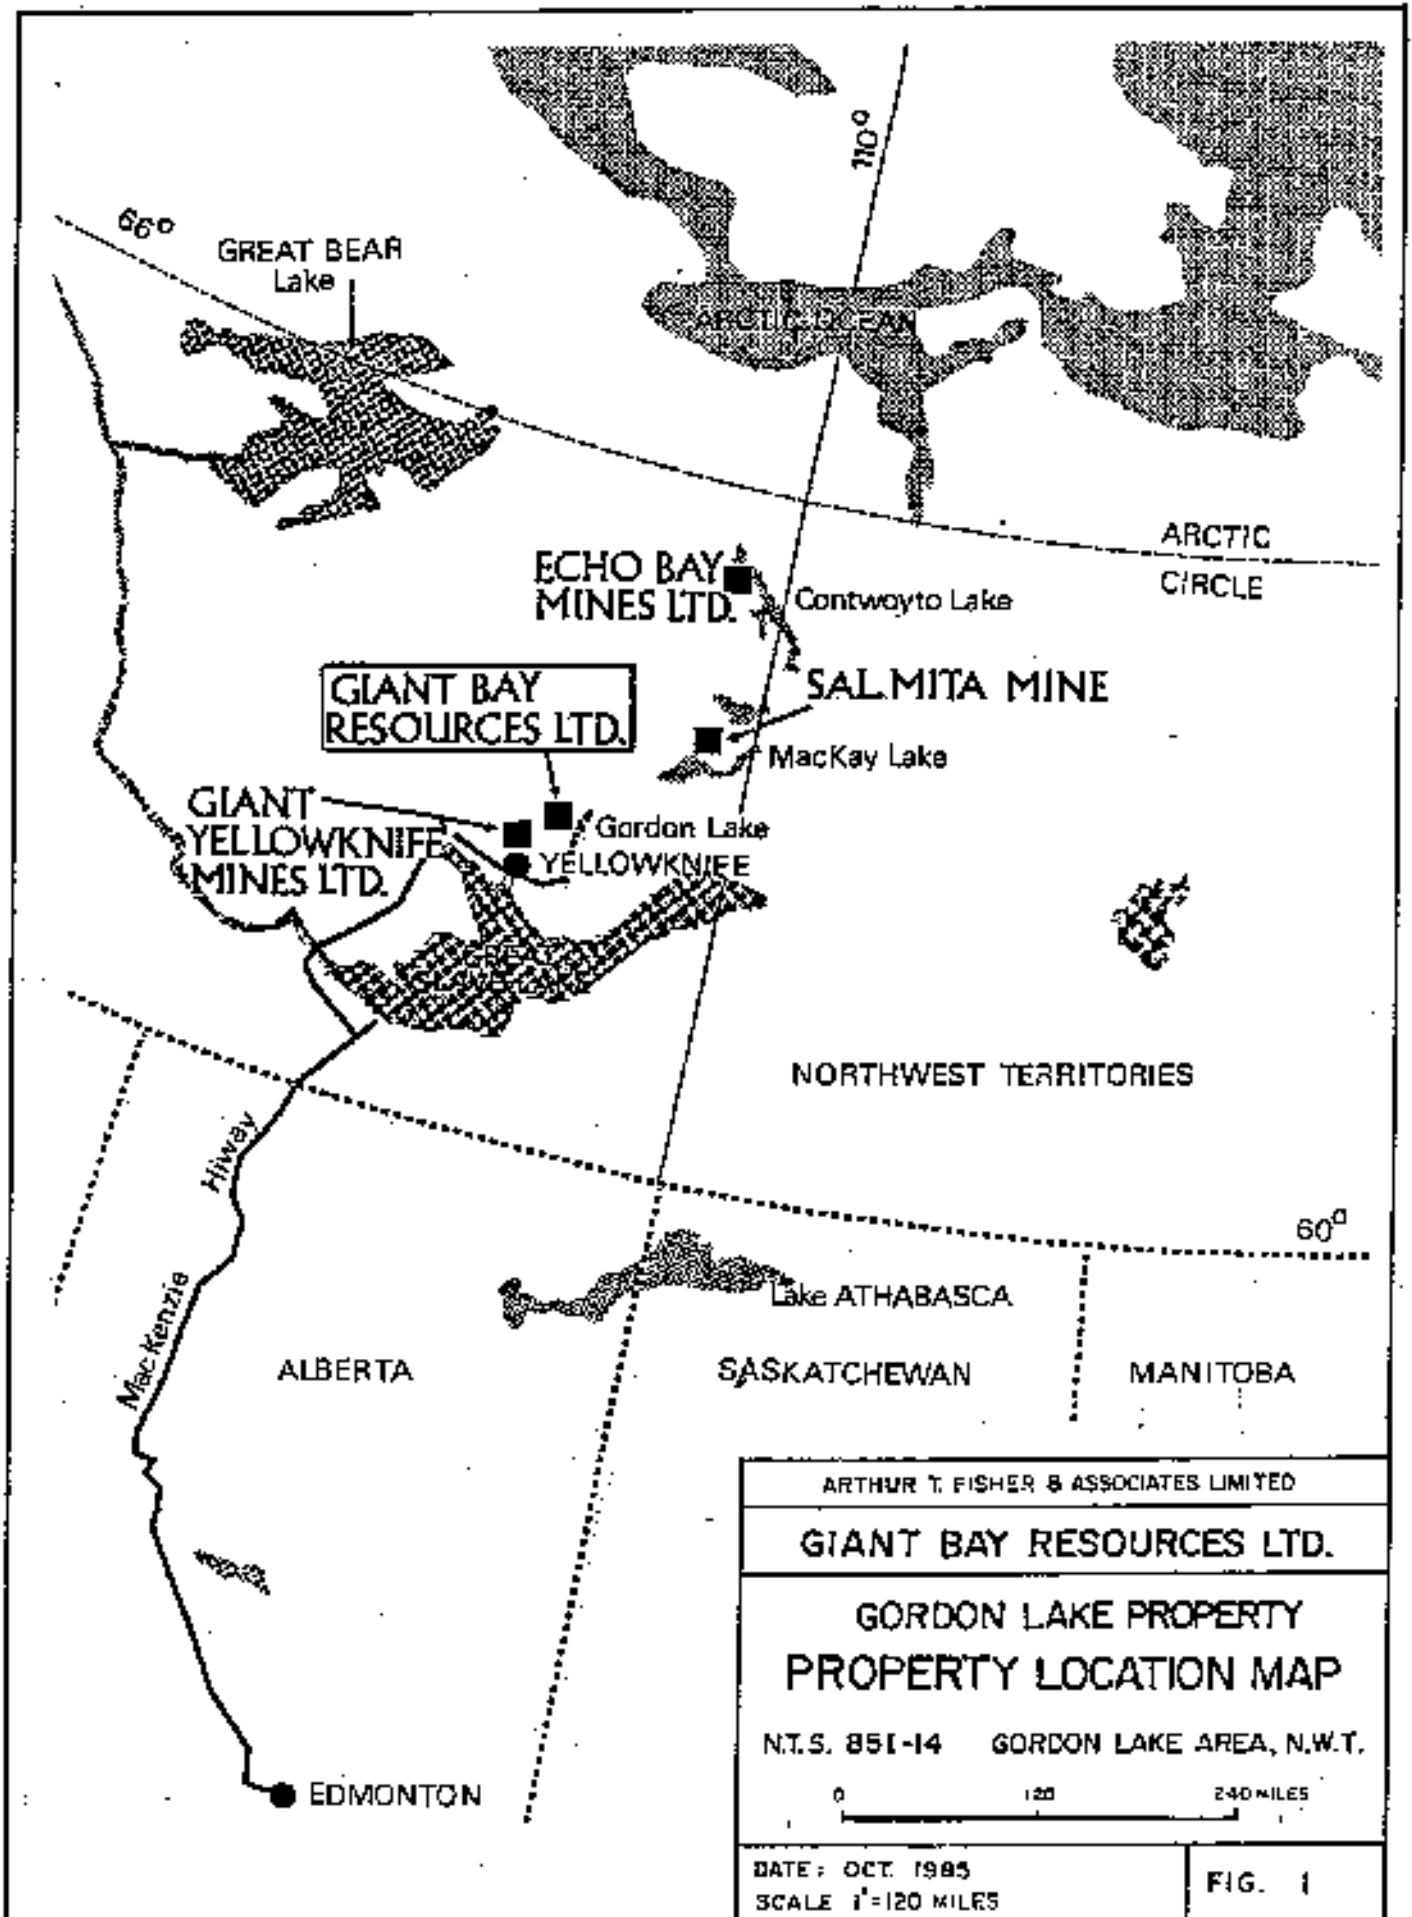 66°
110°
GREAT BEAR
Lake
ARCTIC OCEAN
ARCTIC
CIRCLE
ECHO BAY
MINES LTD.
Contwoyto Lake
GIANT BAY
RESOURCES LTD.
SALMITA MINE
MacKay Lake
GIANT
YELLOWKNIFE
MINES LTD.
Gordon Lake
YELLOWKNIFE
GREAT
NORTHWEST TERRITORIES
Hiway
MacKenzie
60°
Lake ATHABASCA
ALBERTA
SASKATCHEWAN
MANITOBA
EDMONTON
ARTHUR T. FISHER & ASSOCIATES LIMITED
GIANT BAY RESOURCES LTD.
GORDON LAKE PROPERTY
PROPERTY LOCATION MAP
N.T.S. 85I-14 GORDON LAKE AREA, N.W.T.
0 120 240 MILES
DATE: OCT. 1985
SCALE 1"=120 MILES
FIG. 1